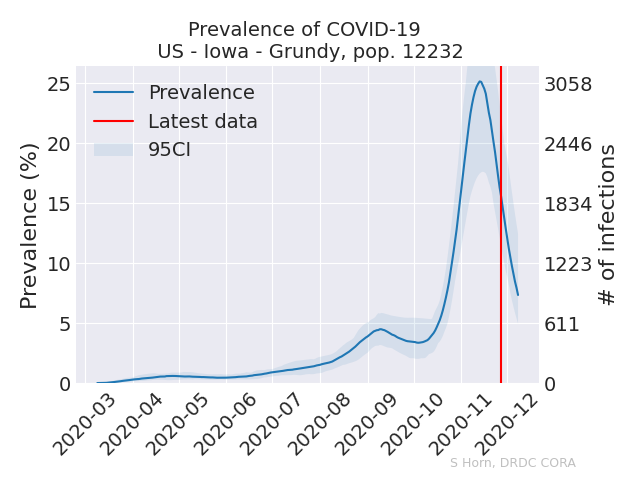 Prevalence of COVID-19
US - Iowa - Grundy, pop. 12232
Prevalence
Latest data
95CI
Prevalence (%)
25
20
15
10
5
0
3058
2446
1834
1223
611
0
# of infections
2020-03
2020-04
2020-05
2020-06
2020-07
2020-08
2020-09
2020-10
2020-11
2020-12
S Horn, DRDC CORA